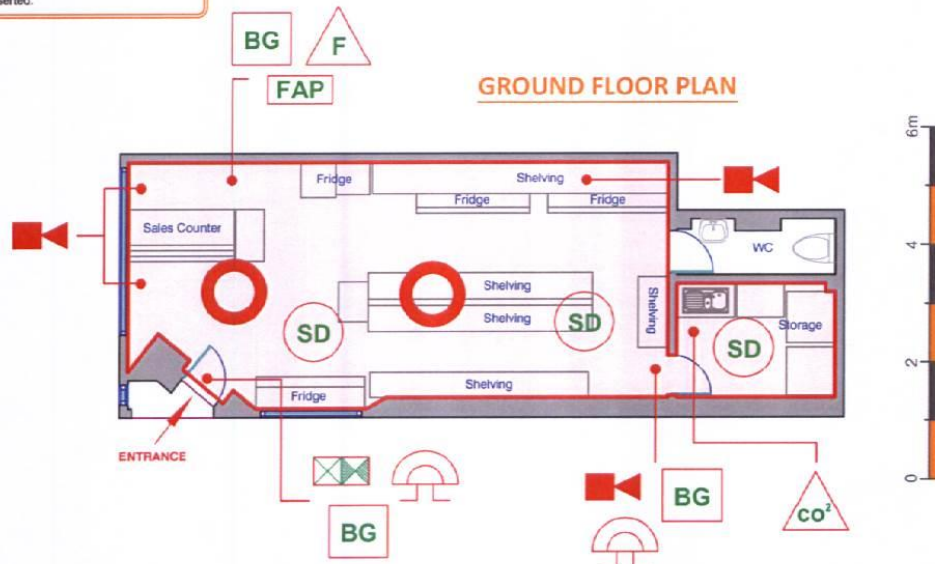 serted.
BG
F
FAP
GROUND FLOOR PLAN
6m
Fridge
Shelving
Fridge
Fridge
Sales Counter
WC
4
Shelving
Shelving
Shelving
SD
SD
SD
Storage
2
Fridge
Shelving
ENTRANCE
0
BG
BG
CO²